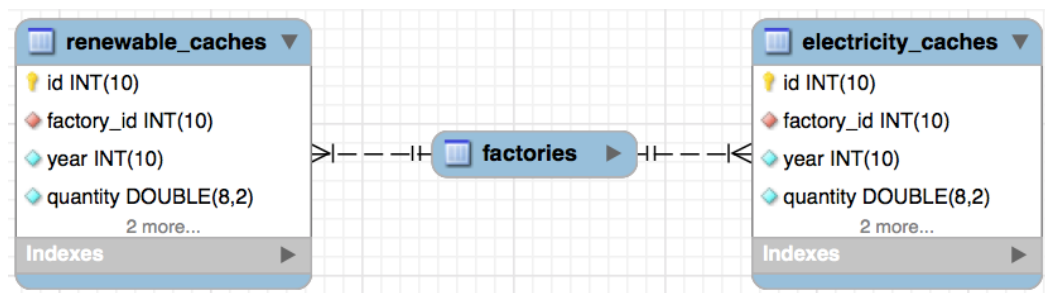 renewable_caches
id INT(10)
factory_id INT(10)
year INT(10)
quantity DOUBLE(8,2)
2 more...
Indexes
factories
electricity_caches
id INT(10)
factory_id INT(10)
year INT(10)
quantity DOUBLE(8,2)
2 more...
Indexes